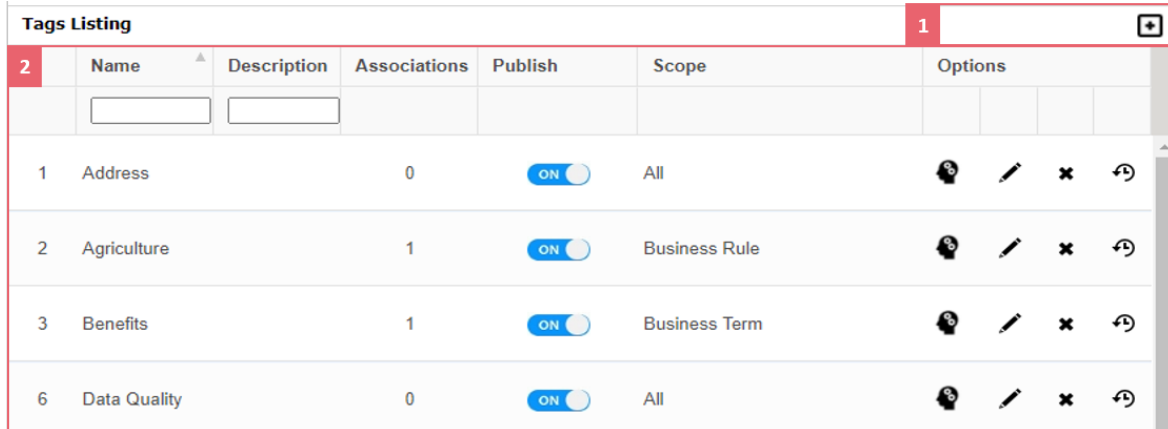 Tags Listing 1
2 Name Description Associations Publish Scope Options
1 Address 0 ON All
2 Agriculture 1 ON Business Rule
3 Benefits 1 ON Business Term
6 Data Quality 0 ON All